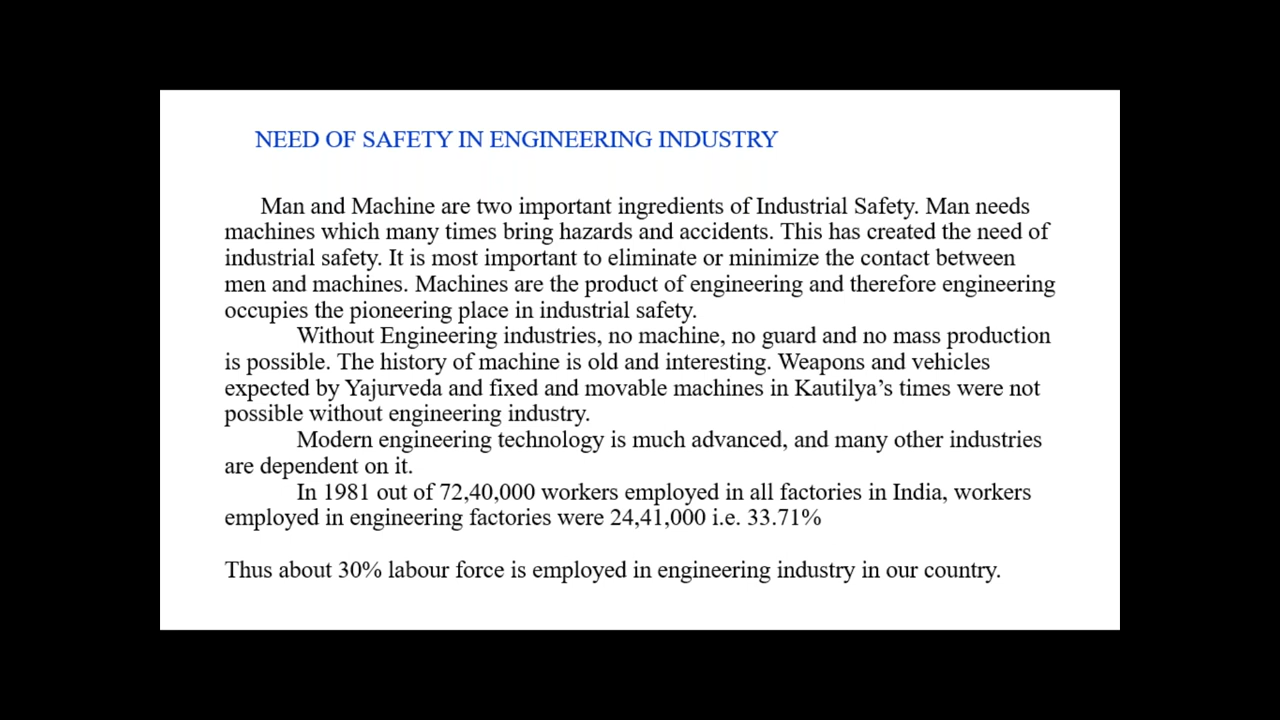 NEED OF SAFETY IN ENGINEERING INDUSTRY
Man and Machine are two important ingredients of Industrial Safety. Man needs
machines which many times bring hazards and accidents. This has created the need of
industrial safety. It is most important to eliminate or minimize the contact between
men and machines. Machines are the product of engineering and therefore engineering
occupies the pioneering place in industrial safety.
Without Engineering industries, no machine, no guard and no mass production
is possible. The history of machine is old and interesting. Weapons and vehicles
expected by Yajurveda and fixed and movable machines in Kautilya’s times were not
possible without engineering industry.
Modern engineering technology is much advanced, and many other industries
are dependent on it.
In 1981 out of 72,40,000 workers employed in all factories in India, workers
employed in engineering factories were 24,41,000 i.e. 33.71%
Thus about 30% labour force is employed in engineering industry in our country.